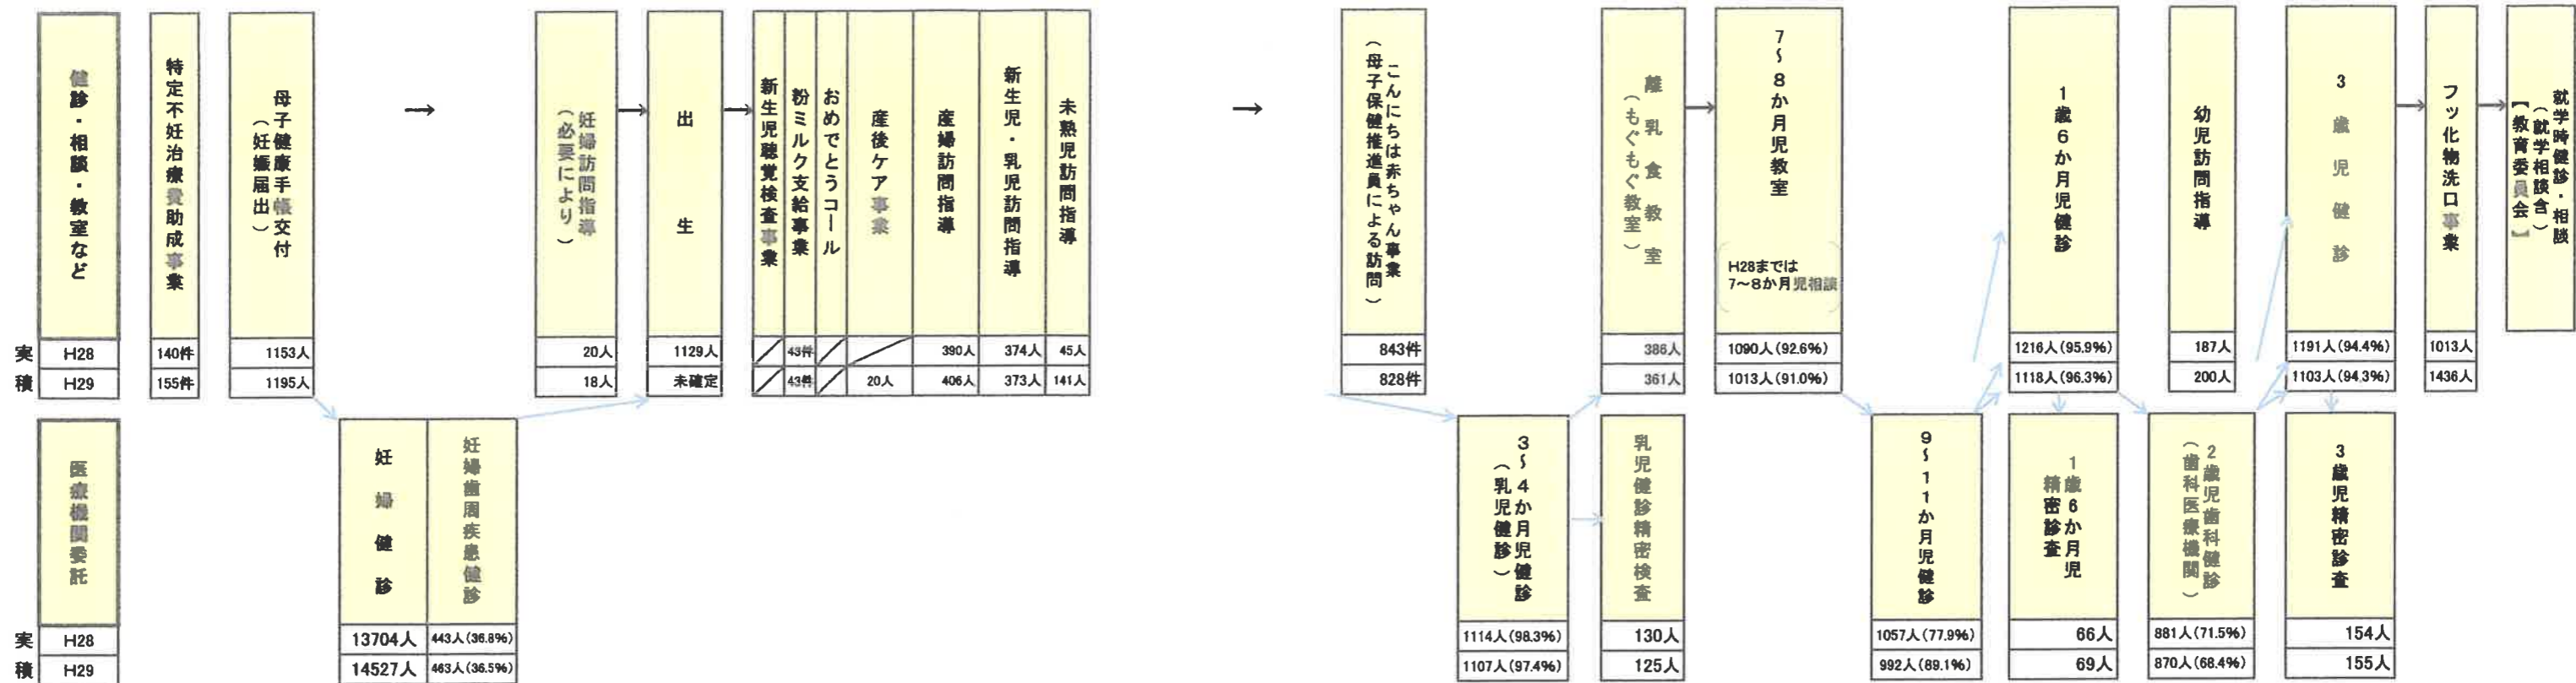 健診・相談・教室など
特定不妊治療費助成事業
母子健康手帳交付
（妊娠届出）
→
妊婦訪問指導
（必要により）
出生
新生児聴覚検査事業
粉ミルク支給事業
おめでとうコール
産後ケア事業
産婦訪問指導
新生児・乳児訪問指導
未熟児訪問指導
→
こんにちは赤ちゃん事業
（母子保健推進員による訪問）
離乳食教室
（もぐもぐ教室）
7～8か月児教室
H28までは
7～8か月児相談
1歳6か月児健診
幼児訪問指導
3歳児健診
フッ化物洗口事業
就学時健診・相談
（就学相談含）
【教育委員会】
実 H28 140件 1153人 20人 1129人 43件 390人 374人 45人 843件 386人 1090人(92.6%) 1216人(95.9%) 187人 1191人(94.4%) 1013人
積 H29 155件 1195人 18人 未確定 43件 20人 406人 373人 141人 828件 361人 1013人(91.0%) 1118人(96.3%) 200人 1103人(94.3%) 1436人
医療機関委託
妊婦健診
妊婦歯周疾患健診
3～4か月児健診
（乳児健診）
乳児健診精密検査
9～11か月児健診
1歳6か月児
精密診査
2歳児歯科健診
（歯科医療機関）
3歳児精密診査
実 H28 13704人 443人(36.8%) 1114人(98.3%) 130人 1057人(77.9%) 66人 881人(71.5%) 154人
積 H29 14527人 463人(36.5%) 1107人(97.4%) 125人 992人(89.1%) 69人 870人(68.4%) 155人